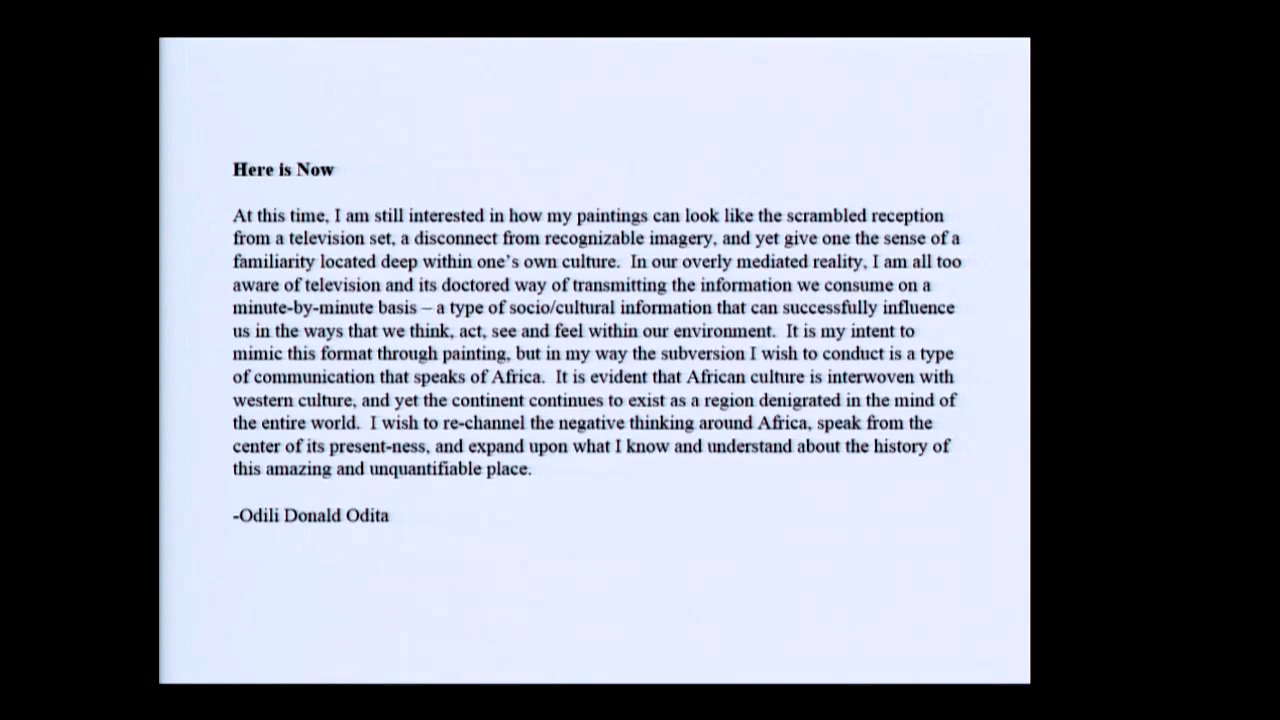 Here is Now
At this time, I am still interested in how my paintings can look like the scrambled reception
from a television set, a disconnect from recognizable imagery, and yet give one the sense of a
familiarity located deep within one's own culture.  In our overly mediated reality, I am all too
aware of television and its doctored way of transmitting the information we consume on a
minute-by-minute basis – a type of socio/cultural information that can successfully influence
us in the ways that we think, act, see and feel within our environment.  It is my intent to
mimic this format through painting, but in my way the subversion I wish to conduct is a type
of communication that speaks of Africa.  It is evident that African culture is interwoven with
western culture, and yet the continent continues to exist as a region denigrated in the mind of
the entire world.  I wish to re-channel the negative thinking around Africa, speak from the
center of its present-ness, and expand upon what I know and understand about the history of
this amazing and unquantifiable place.
-Odili Donald Odita